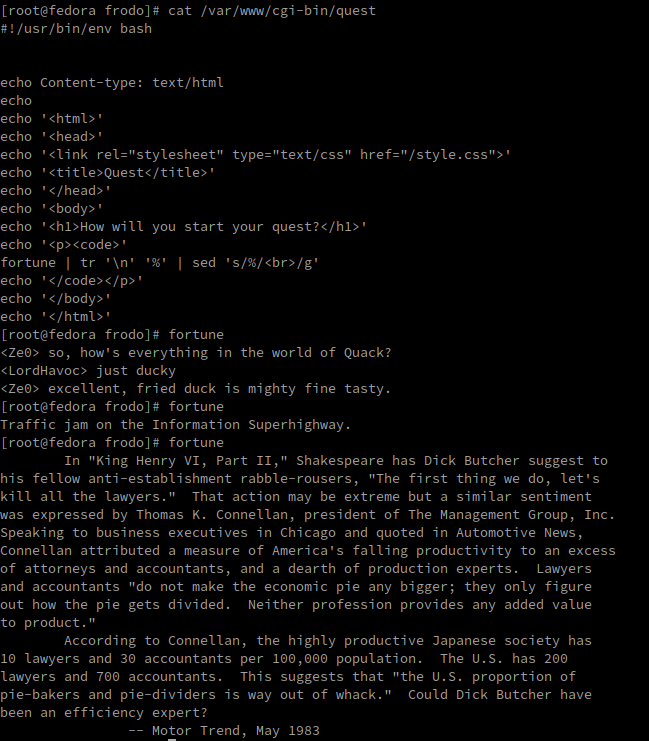 [root@fedora frodo]# cat /var/www/cgi-bin/quest
#!/usr/bin/env bash
echo Content-type: text/html
echo
echo '<html>'
echo '<head>'
echo '<link rel="stylesheet" type="text/css" href="/style.css">'
echo '<title>Quest</title>'
echo '</head>'
echo '<body>'
echo '<h1>How will you start your quest?</h1>'
echo '<p><code>'
fortune | tr '\n' '%' | sed 's/%/<br>/g'
echo '</code></p>'
echo '</body>'
echo '</html>'
[root@fedora frodo]# fortune
<Ze0> so, how's everything in the world of Quack?
<LordHavoc> just ducky
<Ze0> excellent, fried duck is mighty fine tasty.
[root@fedora frodo]# fortune
Traffic jam on the Information Superhighway.
[root@fedora frodo]# fortune
        In "King Henry VI, Part II," Shakespeare has Dick Butcher suggest to
his fellow anti-establishment rabble-rousers, "The first thing we do, let's
kill all the lawyers."  That action may be extreme but a similar sentiment
was expressed by Thomas K. Connellan, president of The Management Group, Inc.
Speaking to business executives in Chicago and quoted in Automotive News,
Connellan attributed a measure of America's falling productivity to an excess
of attorneys and accountants, and a dearth of production experts.  Lawyers
and accountants "do not make the economic pie any bigger; they only figure
out how the pie gets divided.  Neither profession provides any added value
to product."
        According to Connellan, the highly productive Japanese society has
10 lawyers and 30 accountants per 100,000 population.  The U.S. has 200
lawyers and 700 accountants.  This suggests that "the U.S. proportion of
pie-bakers and pie-dividers is way out of whack."  Could Dick Butcher have
been an efficiency expert?
                -- Motor Trend, May 1983